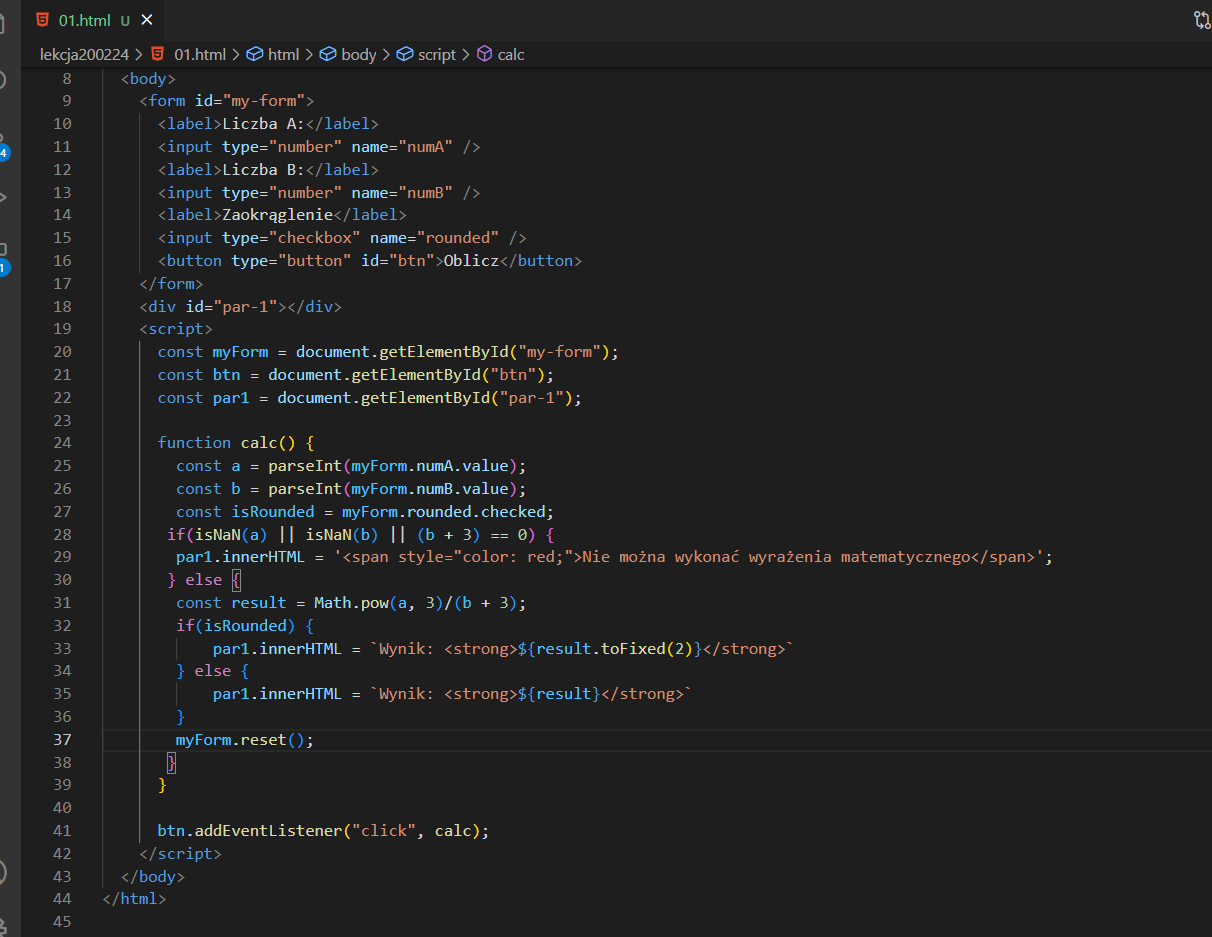 01.html U
lekcja200224 > 01.html > html > body > script > calc
4
1
8 <body>
9 <form id="my-form">
10 <label>Liczba A:</label>
11 <input type="number" name="numA" />
12 <label>Liczba B:</label>
13 <input type="number" name="numB" />
14 <label>Zaokrąglenie</label>
15 <input type="checkbox" name="rounded" />
16 <button type="button" id="btn">Oblicz</button>
17 </form>
18 <div id="par-1"></div>
19 <script>
20 const myForm = document.getElementById("my-form");
21 const btn = document.getElementById("btn");
22 const par1 = document.getElementById("par-1");
23
24 function calc() {
25 const a = parseInt(myForm.numA.value);
26 const b = parseInt(myForm.numB.value);
27 const isRounded = myForm.rounded.checked;
28 if(isNaN(a) || isNaN(b) || (b + 3) == 0) {
29 par1.innerHTML = '<span style="color: red;">Nie można wykonać wyrażenia matematycznego</span>';
30 } else {
31 const result = Math.pow(a, 3)/(b + 3);
32 if(isRounded) {
33 par1.innerHTML = `Wynik: <strong>${result.toFixed(2)}</strong>`
34 } else {
35 par1.innerHTML = `Wynik: <strong>${result}</strong>`
36 }
37 myForm.reset();
38 }
39 }
40
41 btn.addEventListener("click", calc);
42 </script>
43 </body>
44 </html>
45